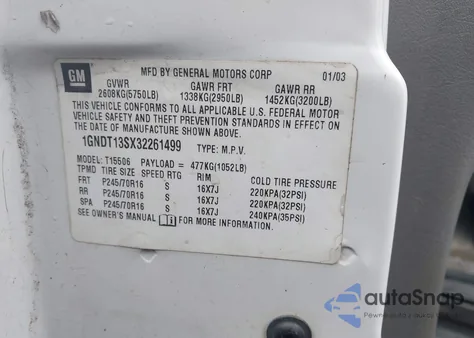 GM
MFD BY GENERAL MOTORS CORP 01/03
GVWR GAWR FRT GAWR RR
2608KG(5750LB) 1338KG(2950LB) 1452KG(3200LB)
THIS VEHICLE CONFORMS TO ALL APPLICABLE U.S. FEDERAL MOTOR
VEHICLE SAFETY AND THEFT PREVENTION STANDARDS IN EFFECT ON
THE DATE OF MANUFACTURE SHOWN ABOVE.
1GNDT13SX32261499 TYPE: M.P.V.
MODEL: T15506 PAYLOAD = 477KG(1052LB)
TPMD TIRE SIZE SPEED RTG RIM COLD TIRE PRESSURE
FRT P245/70R16 S 16X7J 220KPA(32PSI)
RR P245/70R16 S 16X7J 220KPA(32PSI)
SPA P245/70R16 S 16X7J 240KPA(35PSI)
SEE OWNER'S MANUAL FOR MORE INFORMATION.
autoSnap